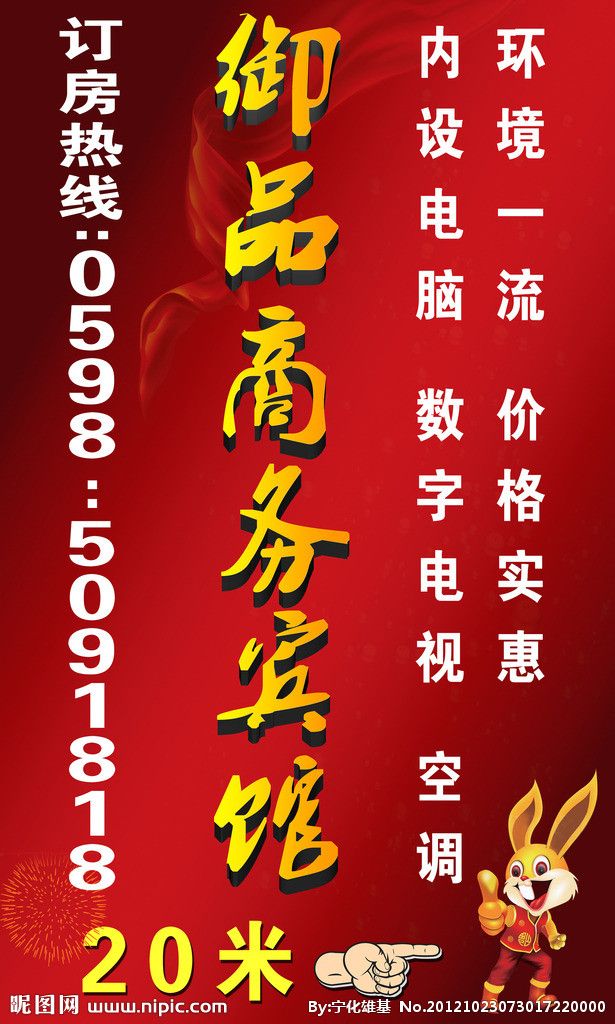 环境一流 价格实惠
内设电脑 数字电视 空调
御品商务宾馆
订房热线:0598:5091818
20米
昵图网 www.nipic.com
By:宁化雄基 No.20121023073017220000